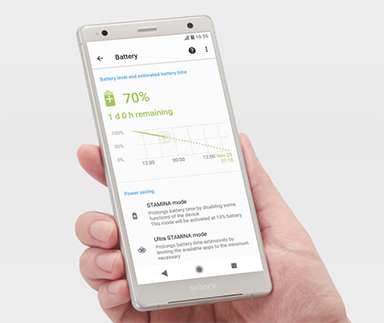 10:35
Battery
Battery level and estimated battery time
70%
1 d 0 h remaining
100%
50%
0%
12:00 00:00 12:00 Nov 28
STAMINA mode
Power saving
Prolongs battery time by disabling some
functions of the device
This mode will be activated at 15% battery
Ultra STAMINA mode
Prolongs battery time extensively by
limiting the available apps to the minimum
necessary
SONY